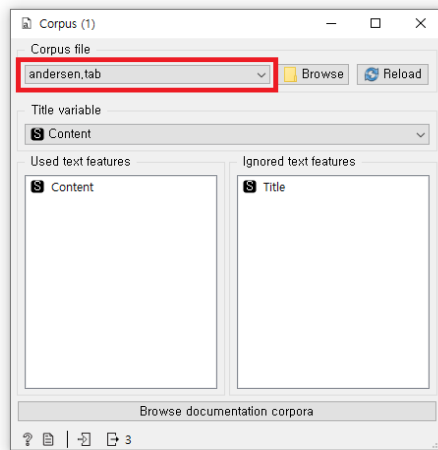 Corpus (1)
Corpus file
andersen.tab
Browse
Reload
Title variable
S Content
Used text features
Ignored text features
S Content
S Title
Browse documentation corpora
? 3